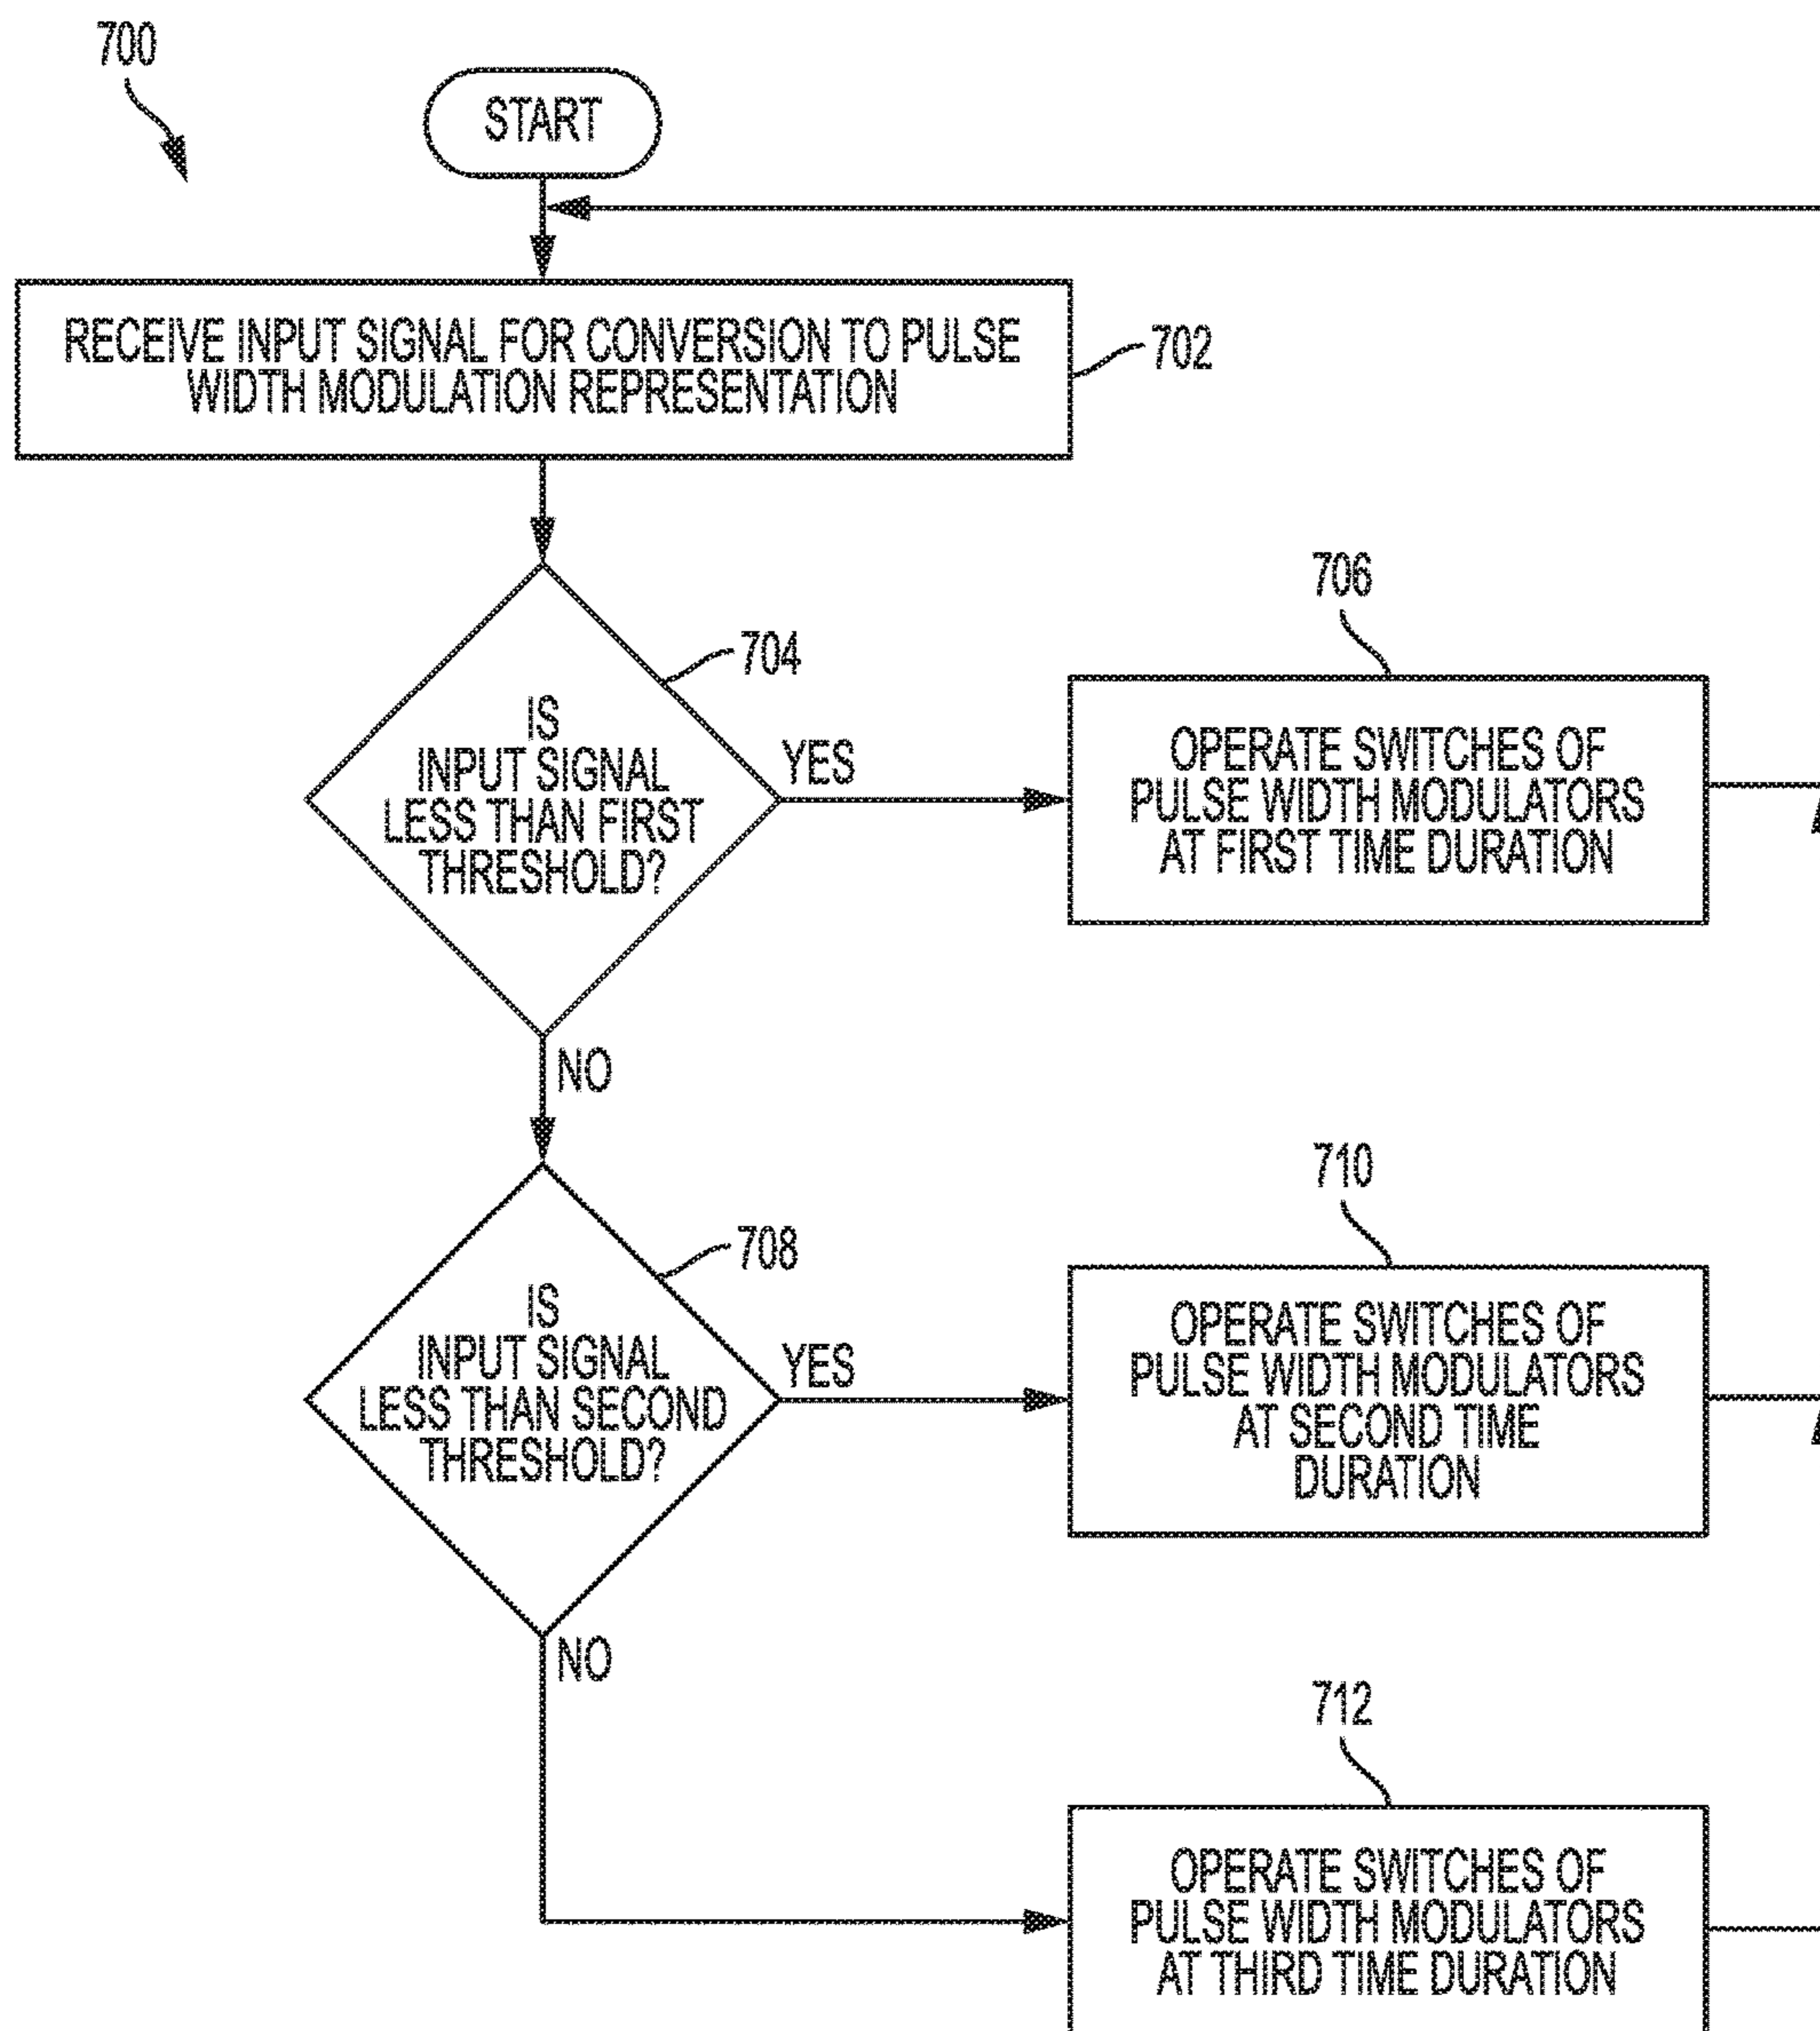 700
START
RECEIVE INPUT SIGNAL FOR CONVERSION TO PULSE
WIDTH MODULATION REPRESENTATION
702
704
IS
INPUT SIGNAL
LESS THAN FIRST
THRESHOLD?
YES
NO
706
OPERATE SWITCHES OF
PULSE WIDTH MODULATORS
AT FIRST TIME DURATION
708
IS
INPUT SIGNAL
LESS THAN SECOND
THRESHOLD?
YES
NO
710
OPERATE SWITCHES OF
PULSE WIDTH MODULATORS
AT SECOND TIME
DURATION
712
OPERATE SWITCHES OF
PULSE WIDTH MODULATORS
AT THIRD TIME DURATION